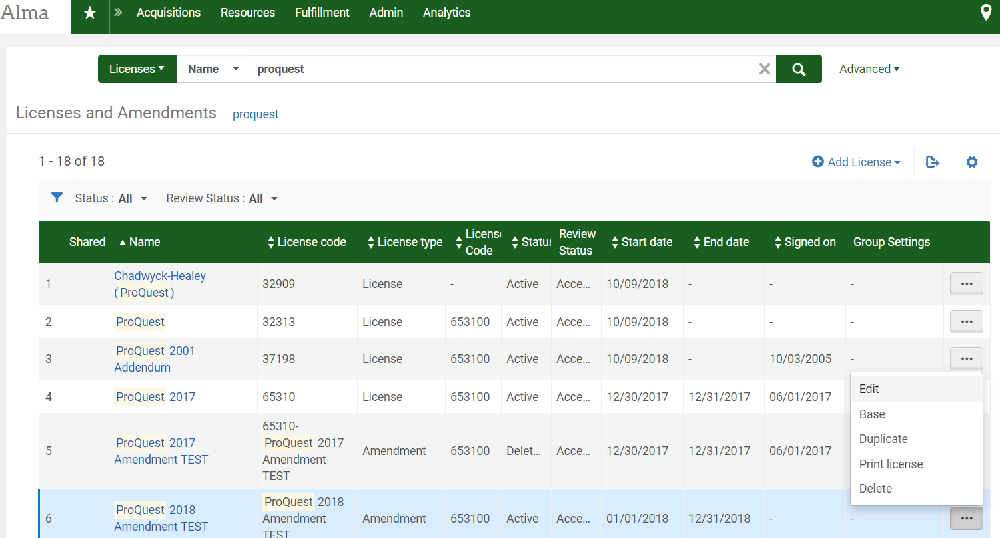 Alma
Acquisitions Resources Fulfillment Admin Analytics
Licenses Name proquest Advanced
Licenses and Amendments proquest
1 - 18 of 18
Add License
Status : All Review Status : All
Shared Name License code License type Licens Code Status Review Status Start date End date Signed on Group Settings
1 Chadwyck-Healey (ProQuest) 32909 License - Active Acce... 10/09/2018 - - - ...
2 ProQuest 32313 License 653100 Active Acce... 10/09/2018 - - - ...
3 ProQuest 2001 Addendum 37198 License 653100 Active Acce... 10/09/2018 - 10/03/2005 - ...
4 ProQuest 2017 65310 License 653100 Active Acce... 12/30/2017 12/31/2017 06/01/2017
5 ProQuest 2017 Amendment TEST 65310-ProQuest 2017 Amendment TEST Amendment 653100 Delet... Acce... 12/30/2017 12/31/2017 06/01/2017
6 ProQuest 2018 Amendment TEST ProQuest 2018 Amendment TEST Amendment 653100 Active Acce... 01/01/2018 12/31/2018 - - ...
Edit
Base
Duplicate
Print license
Delete